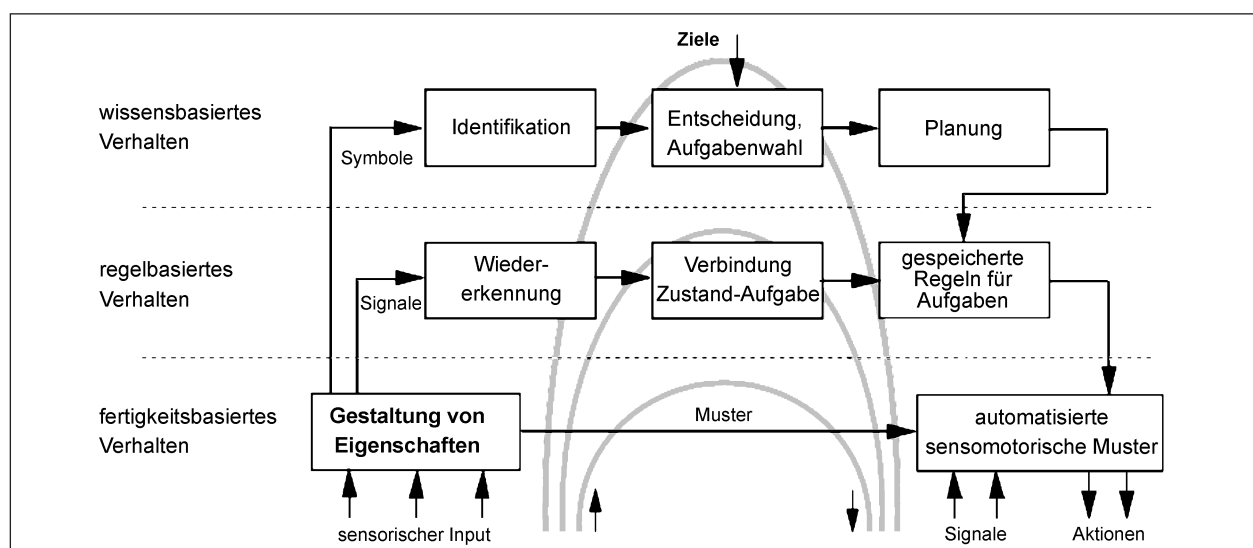 Ziele
wissensbasiertes
Verhalten
Symbole
Identifikation
Entscheidung,
Aufgabenwahl
Planung
regelbasiertes
Verhalten
Signale
Wieder-
erkennung
Verbindung
Zustand-Aufgabe
gespeicherte
Regeln für
Aufgaben
fertigkeitsbasiertes
Verhalten
Gestaltung von
Eigenschaften
Muster
automatisierte
sensomotorische Muster
sensorischer Input
Signale
Aktionen